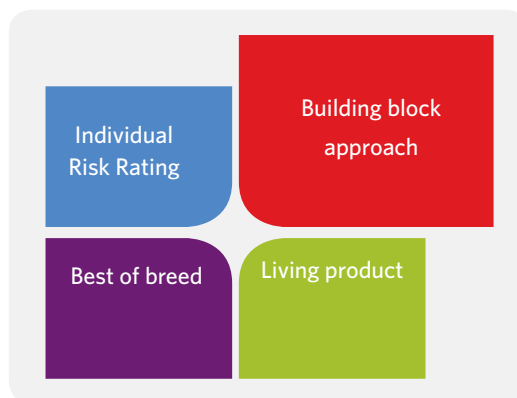 Individual
Risk Rating
Building block
approach
Best of breed
Living product